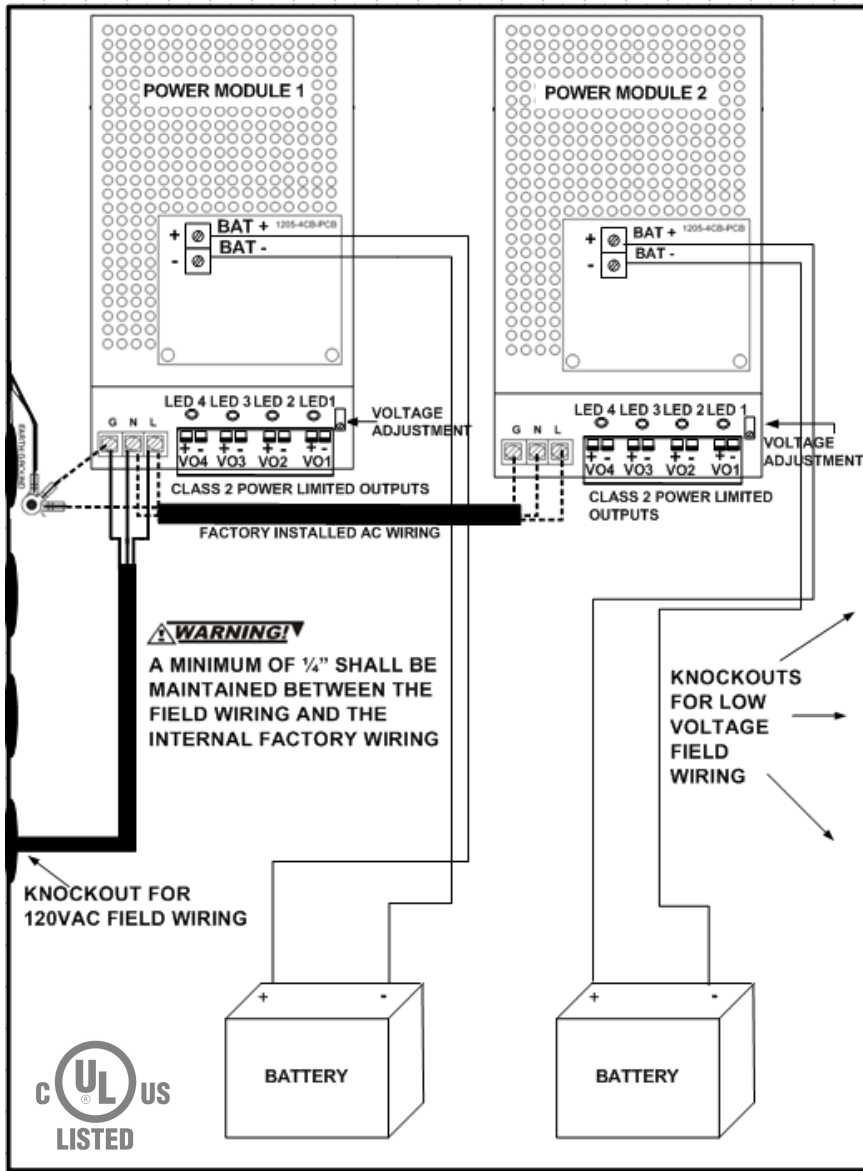 POWER MODULE 1
+ BAT + 1205-4CB-PCB
- BAT -
LED 4 LED 3 LED 2 LED1
G N L
VOLTAGE
ADJUSTMENT
+ - + - + - + -
VO4 VO3 VO2 VO1
CLASS 2 POWER LIMITED OUTPUTS
POWER MODULE 2
+ BAT + 1205-4CB-PCB
- BAT -
LED 4 LED 3 LED 2 LED 1
G N L
VOLTAGE
ADJUSTMENT
+ - + - + - + -
VO4 VO3 VO2 VO1
CLASS 2 POWER LIMITED
OUTPUTS
EARTH GROUND
FACTORY INSTALLED AC WIRING
WARNING!
A MINIMUM OF ¼” SHALL BE
MAINTAINED BETWEEN THE
FIELD WIRING AND THE
INTERNAL FACTORY WIRING
KNOCKOUTS
FOR LOW
VOLTAGE
FIELD
WIRING
KNOCKOUT FOR
120VAC FIELD WIRING
+ -
BATTERY
+ -
BATTERY
C UL ® US
LISTED